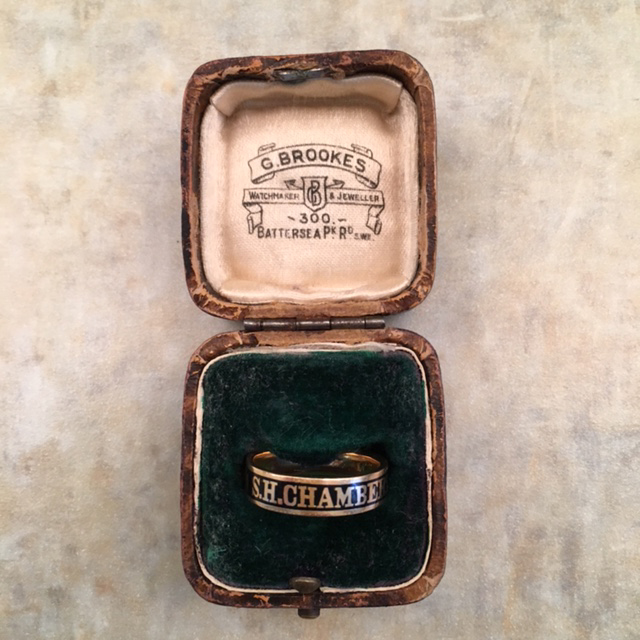 G. BROOKES
WATCHMAKER & JEWELLER
GB
300.
BATTERSEA Pᴷ Rᴰ S.W.
S.H.CHAMBE